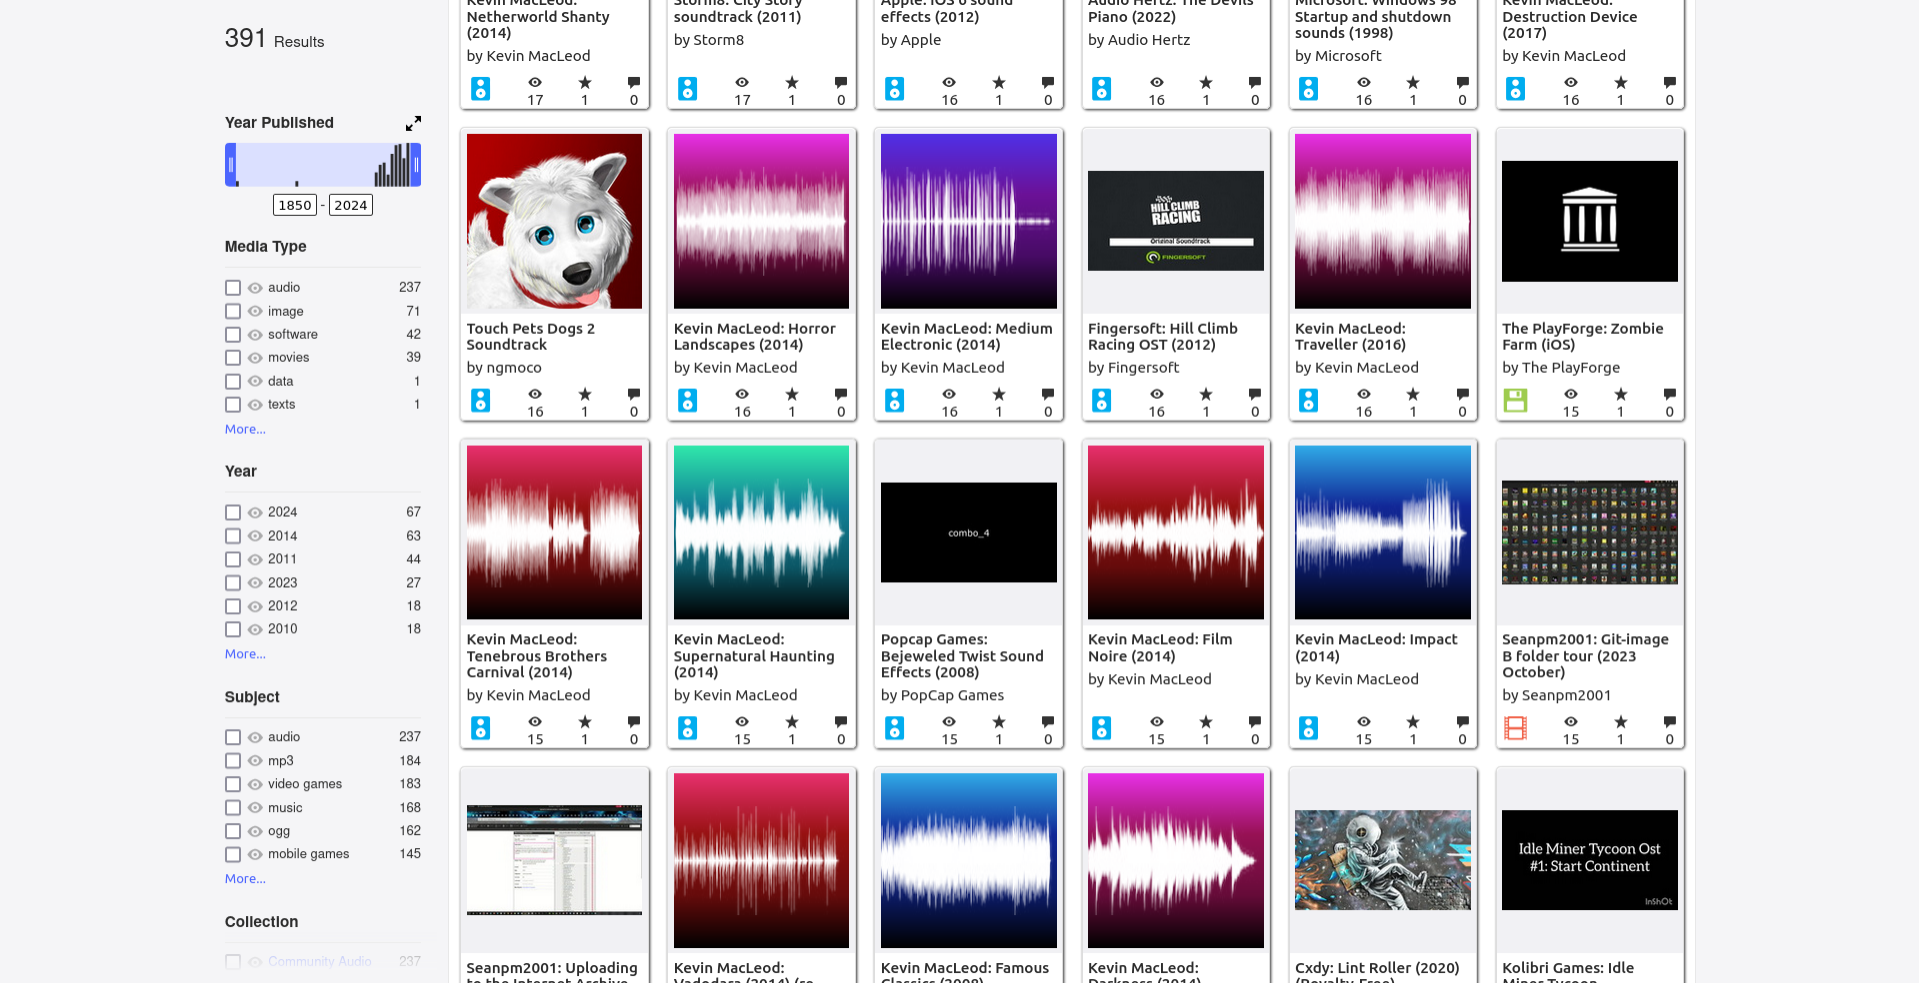 391 Results
Year Published
1850 - 2024
Media Type
audio 237
image 71
software 42
movies 39
data 1
texts 1
More...
Year
2024 67
2014 63
2011 44
2023 27
2012 18
2010 18
More...
Subject
audio 237
mp3 184
video games 183
music 168
ogg 162
mobile games 145
More...
Collection
Community Audio 237
Kevin MacLeod:
Netherworld Shanty
(2014)
by Kevin MacLeod
17 1 0
Storm8: City Story
soundtrack (2011)
by Storm8
17 1 0
Apple: iOS 6 sound
effects (2012)
by Apple
16 1 0
Audio Hertz: The Devils
Piano (2022)
by Audio Hertz
16 1 0
Microsoft: Windows 98
Startup and shutdown
sounds (1998)
by Microsoft
16 1 0
Kevin MacLeod:
Destruction Device
(2017)
by Kevin MacLeod
16 1 0
Touch Pets Dogs 2
Soundtrack
by ngmoco
16 1 0
Kevin MacLeod: Horror
Landscapes (2014)
by Kevin MacLeod
16 1 0
Kevin MacLeod: Medium
Electronic (2014)
by Kevin MacLeod
16 1 0
HILL CLIMB
RACING
Original Soundtrack
FINGERSOFT
Fingersoft: Hill Climb
Racing OST (2012)
by Fingersoft
16 1 0
Kevin MacLeod:
Traveller (2016)
by Kevin MacLeod
16 1 0
The PlayForge: Zombie
Farm (iOS)
by The PlayForge
15 1 0
Kevin MacLeod:
Tenebrous Brothers
Carnival (2014)
by Kevin MacLeod
15 1 0
Kevin MacLeod:
Supernatural Haunting
(2014)
by Kevin MacLeod
15 1 0
combo_4
Popcap Games:
Bejeweled Twist Sound
Effects (2008)
by PopCap Games
15 1 0
Kevin MacLeod: Film
Noire (2014)
by Kevin MacLeod
15 1 0
Kevin MacLeod: Impact
(2014)
by Kevin MacLeod
15 1 0
Seanpm2001: Git-image
B folder tour (2023
October)
by Seanpm2001
15 1 0
Seanpm2001: Uploading
to the Internet Archive
Kevin MacLeod:
Vadodara (2014) (re
Kevin MacLeod: Famous
Classics (2008)
Kevin MacLeod:
Darkness (2014)
Cxdy: Lint Roller (2020)
(Royalty-Free)
Idle Miner Tycoon Ost
#1: Start Continent
InShOt
Kolibri Games: Idle
Miner Tycoon